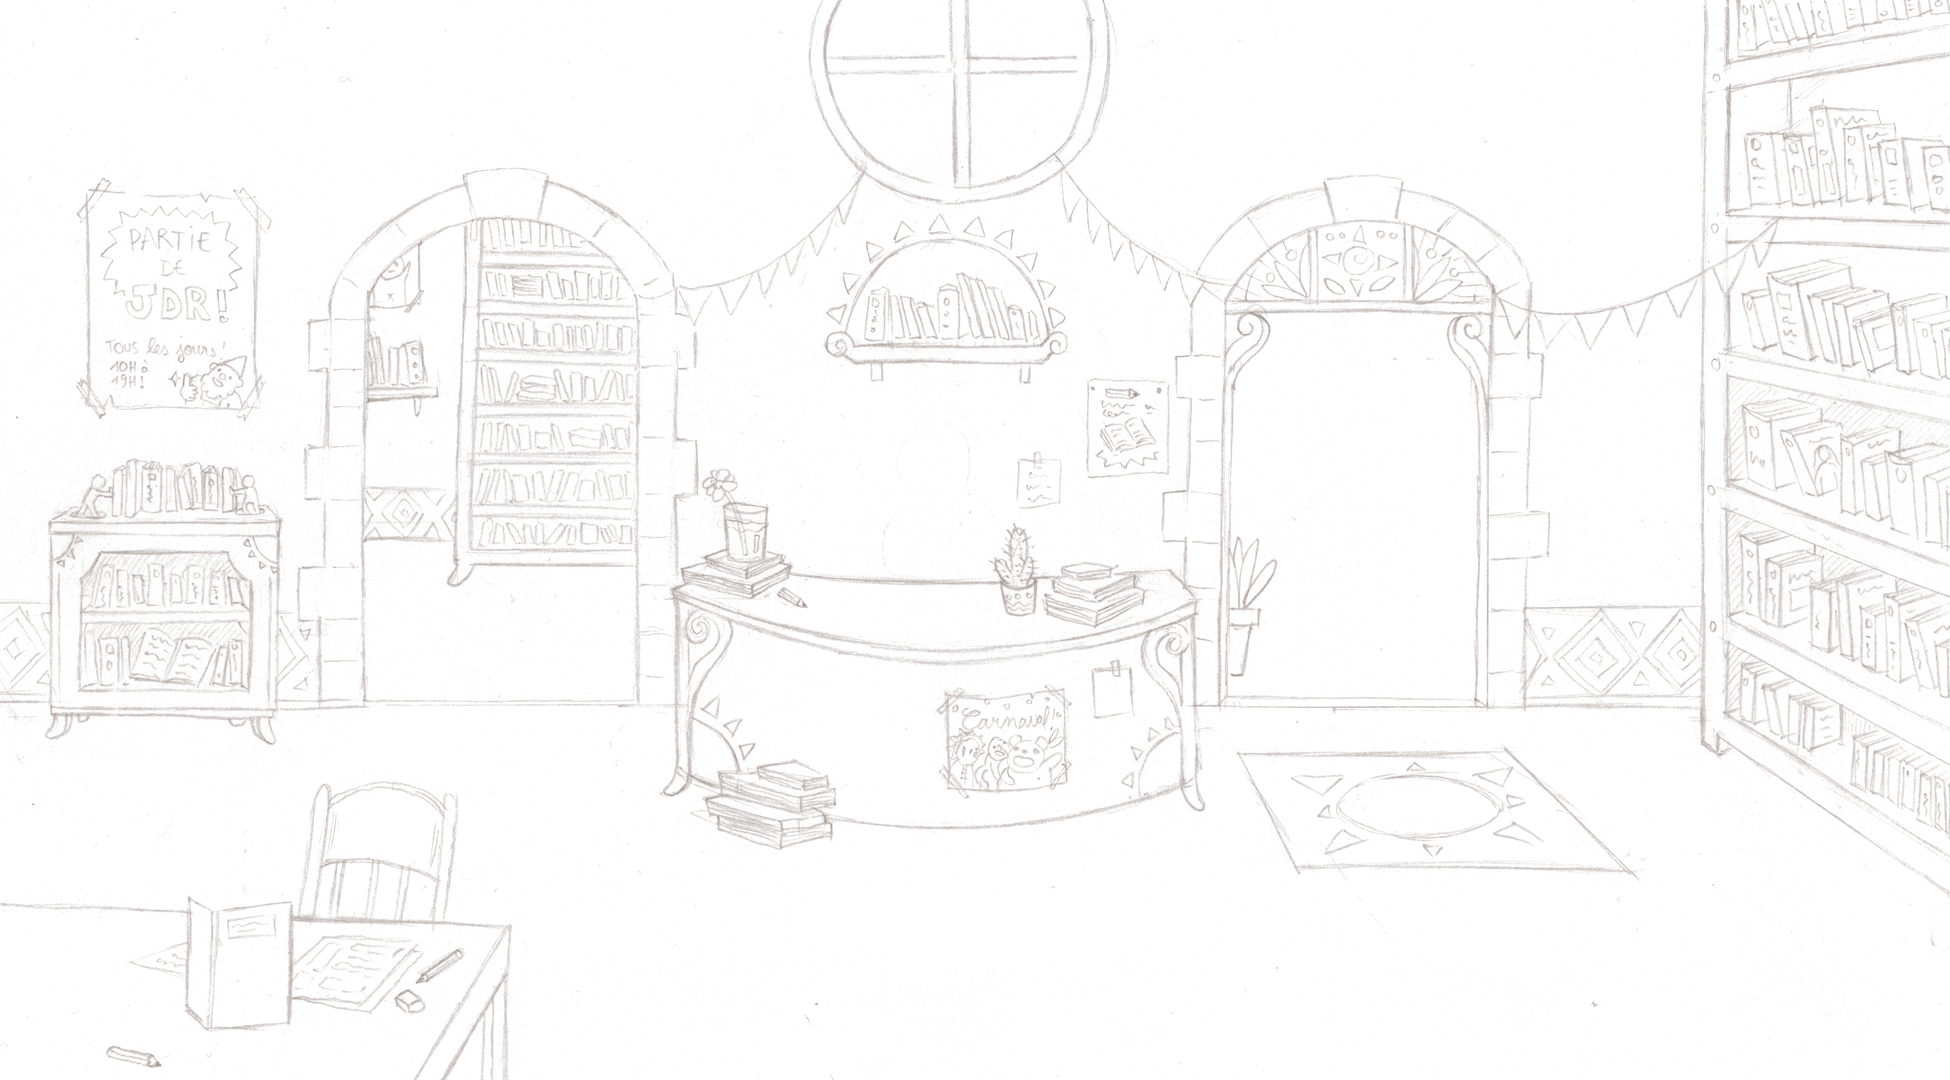 PARTIE
DE
JDR!
Tous les jours!
10H à
19H!
Carnaval!